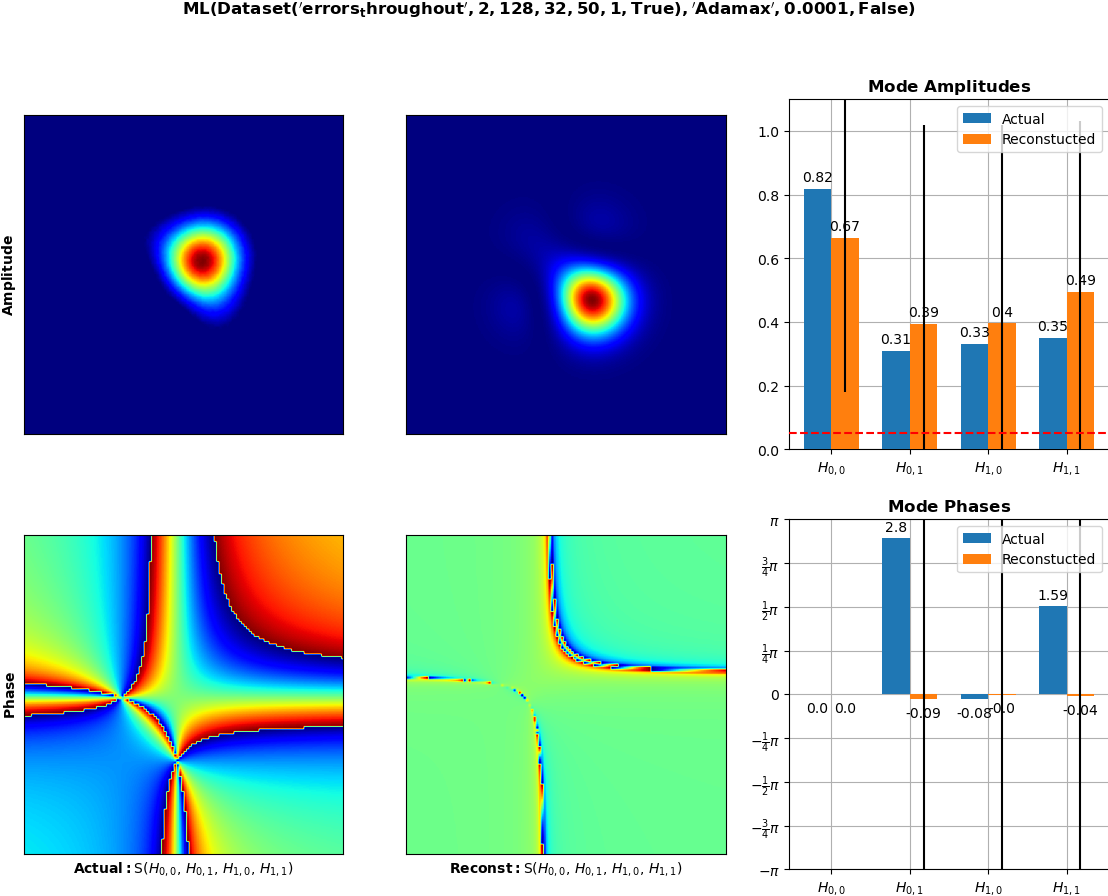 ML(Dataset('errors_throughout', 2, 128, 32, 50, 1, True), 'Adamax', 0.0001, False)
Amplitude
Mode Amplitudes
Actual
Reconstucted
1.0
0.8
0.6
0.4
0.2
0.0
0.82
0.67
0.31
0.39
0.33
0.4
0.35
0.49
H0,0
H0,1
H1,0
H1,1
Phase
Actual: S(H0,0, H0,1, H1,0, H1,1)
Reconst: S(H0,0, H0,1, H1,0, H1,1)
Mode Phases
Actual
Reconstucted
π
3/4π
1/2π
1/4π
0
−1/4π
−1/2π
−3/4π
−π
0.0
0.0
2.8
-0.09
-0.08
-0.0
1.59
-0.04
H0,0
H0,1
H1,0
H1,1